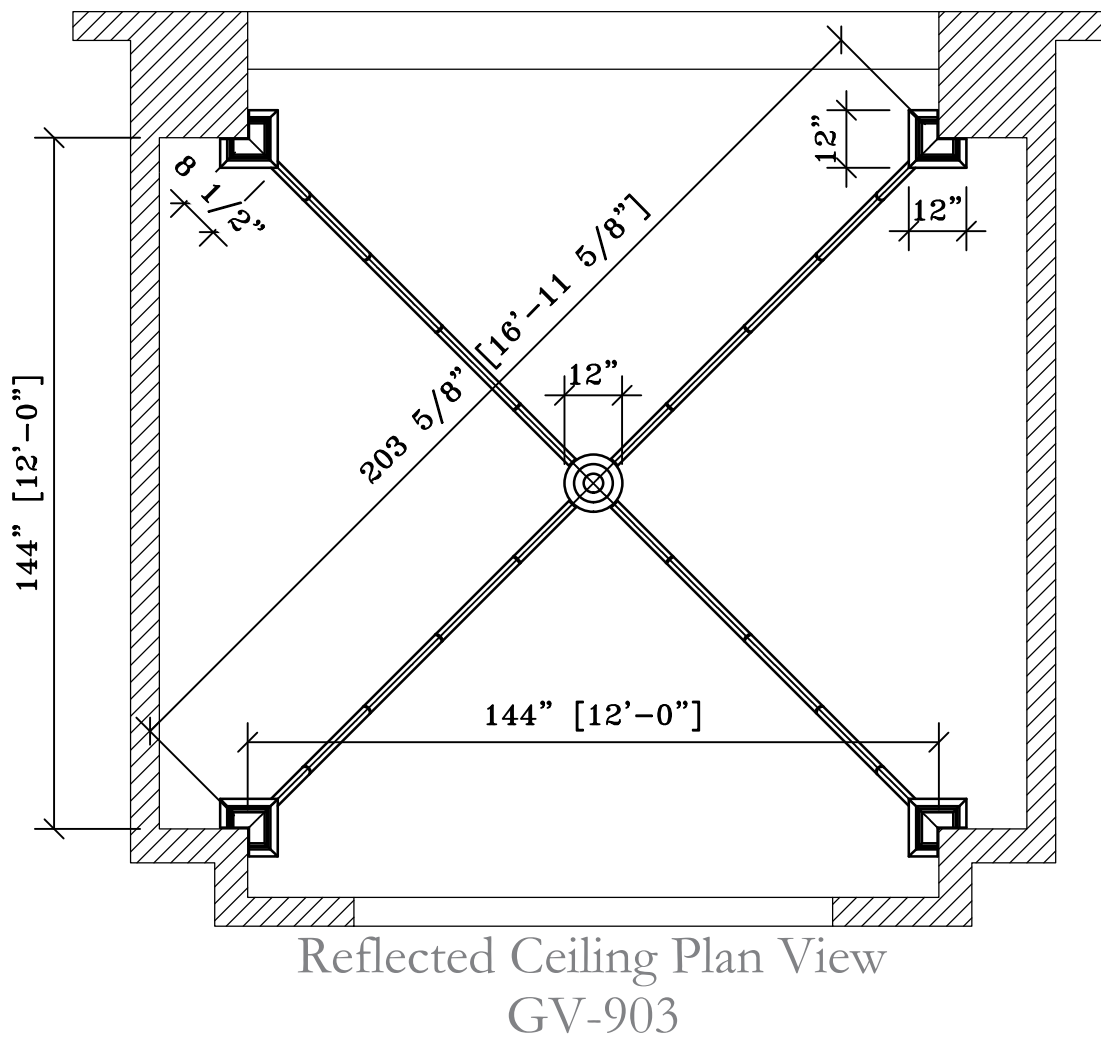 12”
8 1/2”
12”
203 5/8” [16’-11 5/8”]
12”
144” [12’-0”]
144” [12’-0”]
Reflected Ceiling Plan View
GV-903